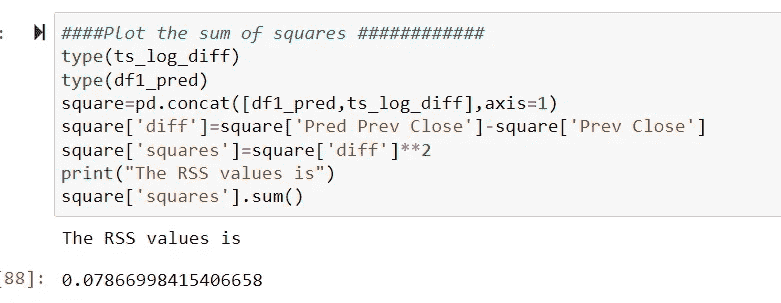 ####Plot the sum of squares ############
type(ts_log_diff)
type(df1_pred)
square=pd.concat([df1_pred,ts_log_diff],axis=1)
square['diff']=square['Pred Prev Close']-square['Prev Close']
square['squares']=square['diff']**2
print("The RSS values is")
square['squares'].sum()
The RSS values is
[88]: 0.07866998415406658